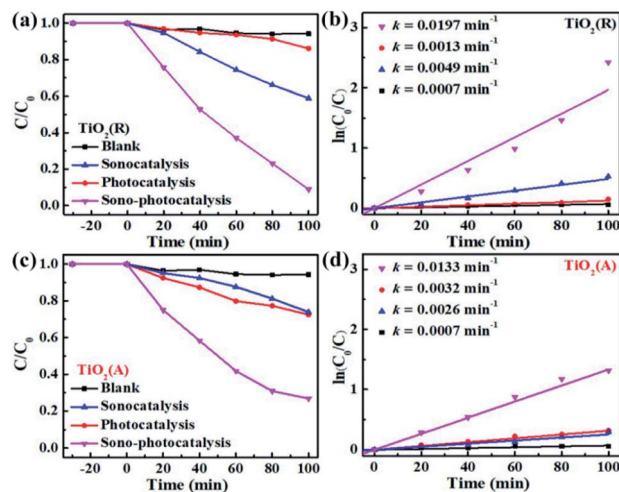 (a)
1.0
0.8
0.6
0.4
0.2
0.0
C/C₀
TiO₂(R)
Blank
Sonocatalysis
Photocatalysis
Sono-photocatalysis
-20 0 20 40 60 80 100
Time (min)
(b)
3
2
1
0
ln(C₀/C)
k = 0.0197 min⁻¹
k = 0.0013 min⁻¹
k = 0.0049 min⁻¹
k = 0.0007 min⁻¹
TiO₂(R)
0 20 40 60 80 100
Time (min)
(c)
1.0
0.8
0.6
0.4
0.2
0.0
C/C₀
TiO₂(A)
Blank
Sonocatalysis
Photocatalysis
Sono-photocatalysis
-20 0 20 40 60 80 100
Time (min)
(d)
3
2
1
0
ln(C₀/C)
k = 0.0133 min⁻¹
k = 0.0032 min⁻¹
k = 0.0026 min⁻¹
k = 0.0007 min⁻¹
TiO₂(A)
0 20 40 60 80 100
Time (min)